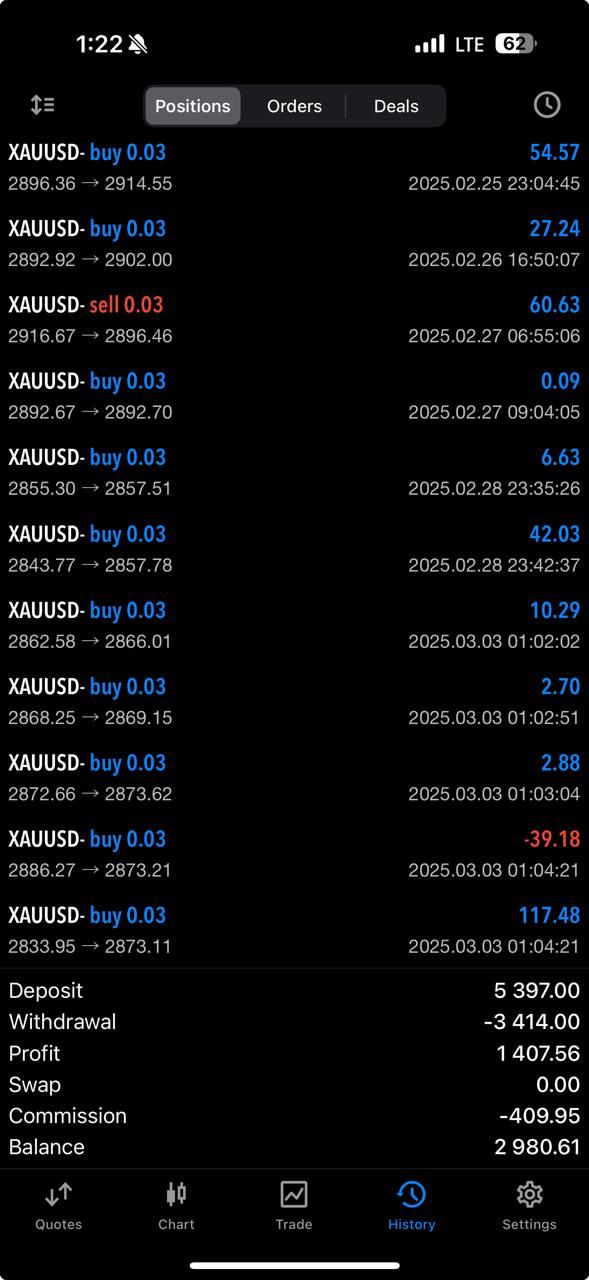 1:22 LTE 62
Positions Orders Deals
XAUUSD- buy 0.03 54.57
2896.36 → 2914.55 2025.02.25 23:04:45
XAUUSD- buy 0.03 27.24
2892.92 → 2902.00 2025.02.26 16:50:07
XAUUSD- sell 0.03 60.63
2916.67 → 2896.46 2025.02.27 06:55:06
XAUUSD- buy 0.03 0.09
2892.67 → 2892.70 2025.02.27 09:04:05
XAUUSD- buy 0.03 6.63
2855.30 → 2857.51 2025.02.28 23:35:26
XAUUSD- buy 0.03 42.03
2843.77 → 2857.78 2025.02.28 23:42:37
XAUUSD- buy 0.03 10.29
2862.58 → 2866.01 2025.03.03 01:02:02
XAUUSD- buy 0.03 2.70
2868.25 → 2869.15 2025.03.03 01:02:51
XAUUSD- buy 0.03 2.88
2872.66 → 2873.62 2025.03.03 01:03:04
XAUUSD- buy 0.03 -39.18
2886.27 → 2873.21 2025.03.03 01:04:21
XAUUSD- buy 0.03 117.48
2833.95 → 2873.11 2025.03.03 01:04:21
Deposit 5 397.00
Withdrawal -3 414.00
Profit 1 407.56
Swap 0.00
Commission -409.95
Balance 2 980.61
Quotes Chart Trade History Settings